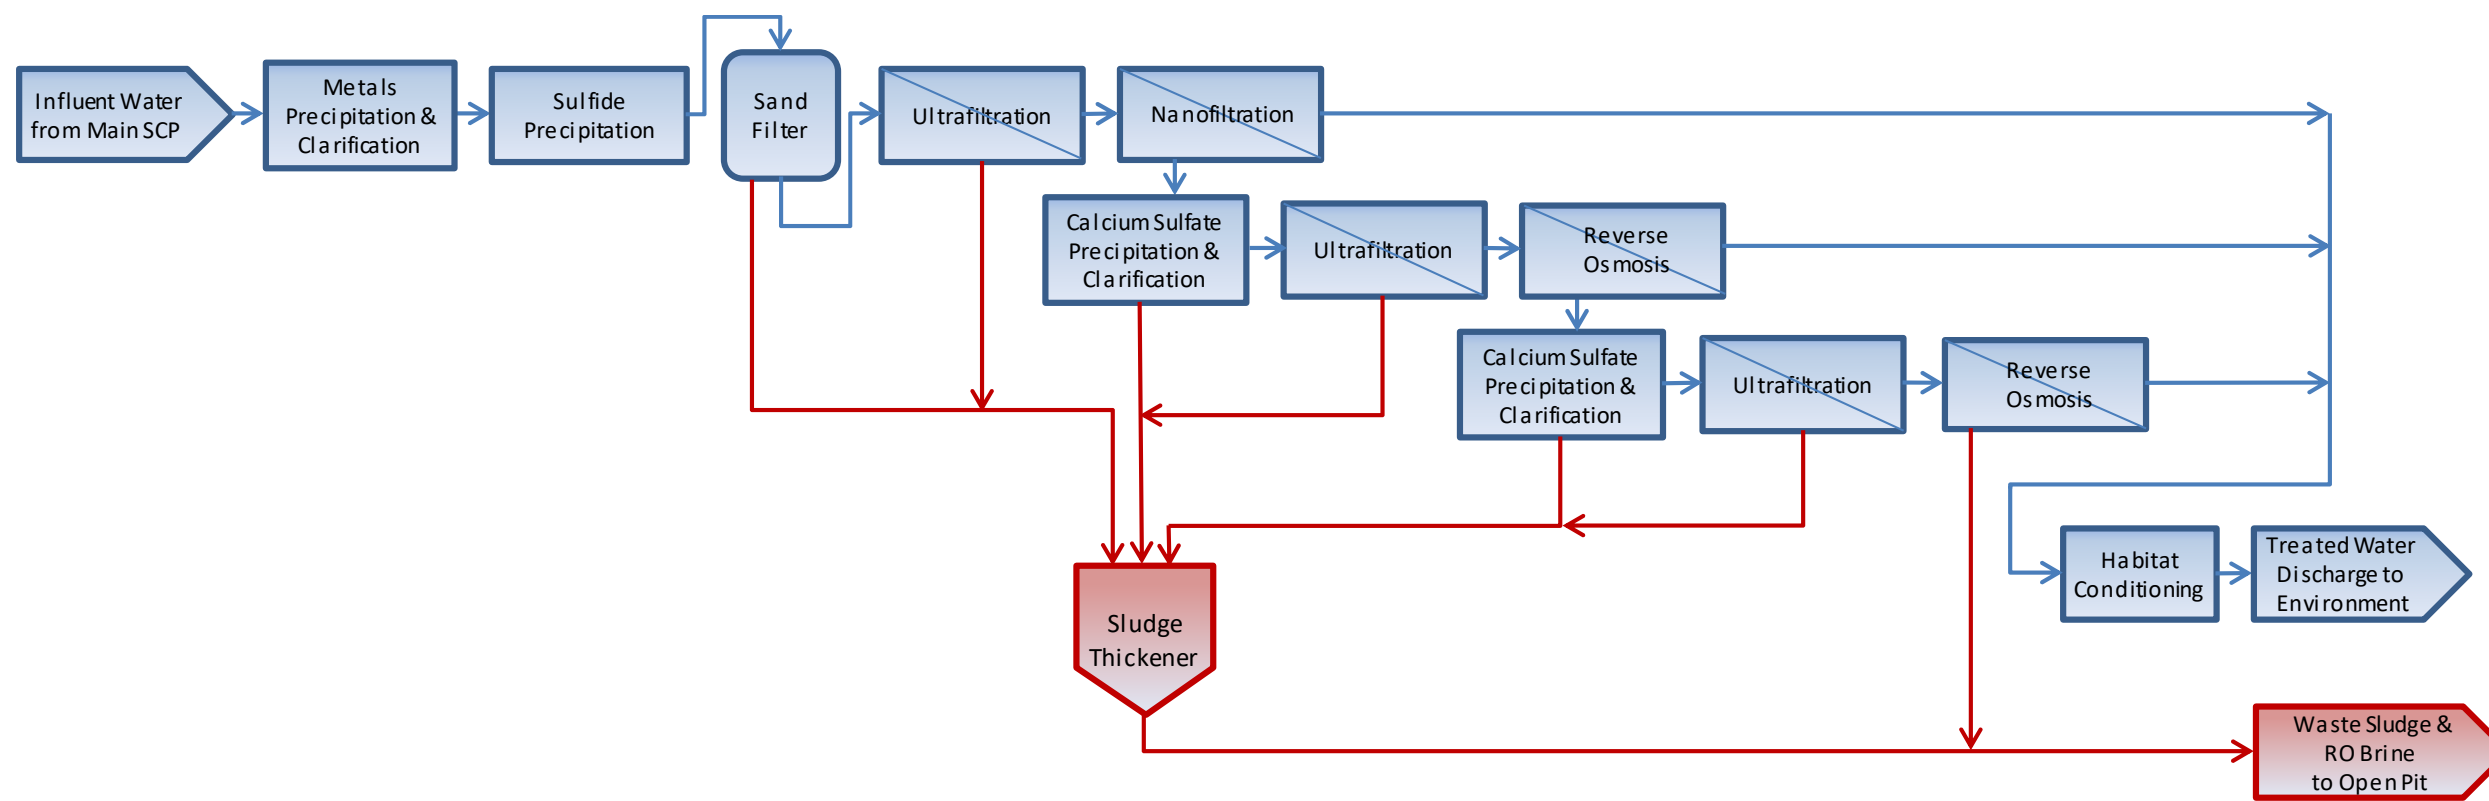 Influent Water
from Main SCP
Metals
Precipitation &
Clarification
Sulfide
Precipitation
Sand
Filter
Ultrafiltration
Nanofiltration
Calcium Sulfate
Precipitation &
Clarification
Ultrafiltration
Reverse
Osmosis
Calcium Sulfate
Precipitation &
Clarification
Ultrafiltration
Reverse
Osmosis
Habitat
Conditioning
Treated Water
Discharge to
Environment
Sludge
Thickener
Waste Sludge &
RO Brine
to Open Pit